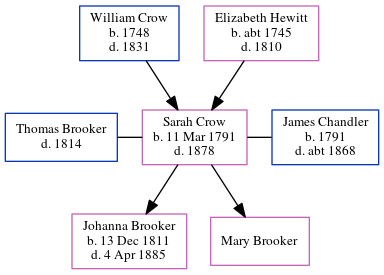 William Crow
b. 1748
d. 1831
Elizabeth Hewitt
b. abt 1745
d. 1810
Thomas Brooker
d. 1814
Sarah Crow
b. 11 Mar 1791
d. 1878
James Chandler
b. 1791
d. abt 1868
Johanna Brooker
b. 13 Dec 1811
d. 4 Apr 1885
Mary Brooker